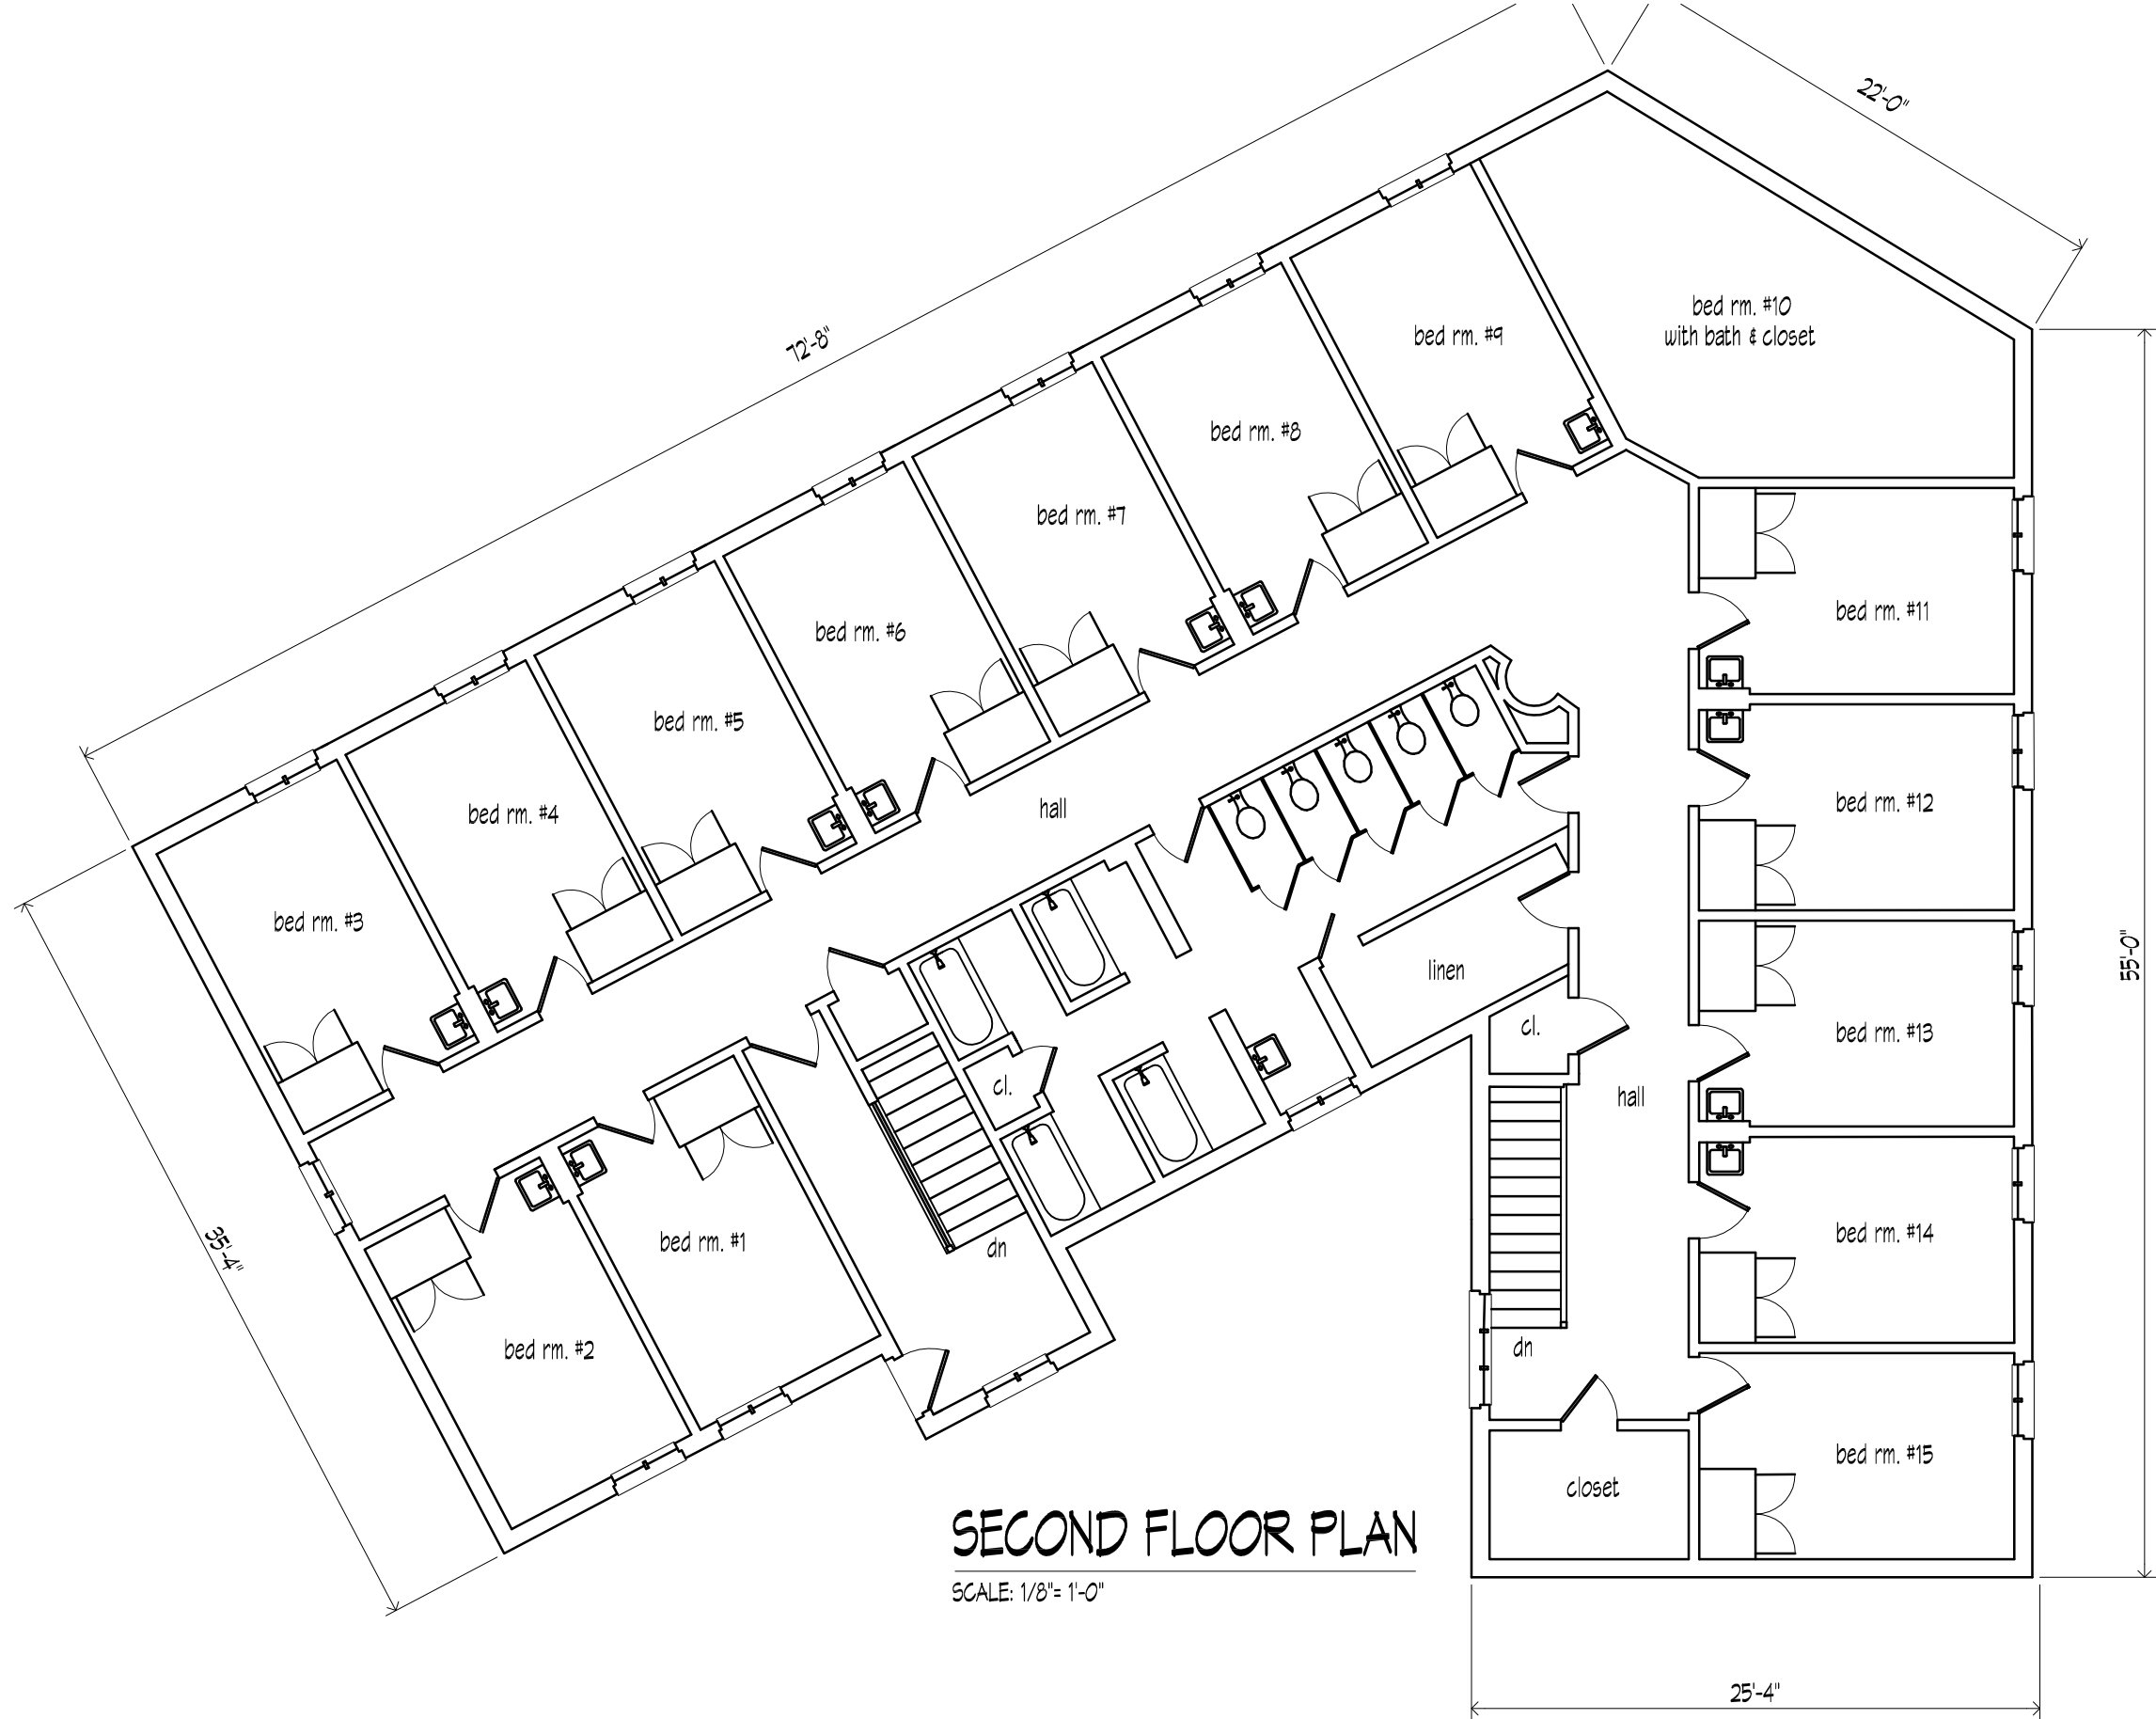 22'-0"
72'-8"
bed rm. #10
with bath & closet
bed rm. #9
bed rm. #8
bed rm. #7
bed rm. #6
bed rm. #5
bed rm. #4
bed rm. #3
bed rm. #11
bed rm. #12
bed rm. #13
bed rm. #14
bed rm. #15
hall
linen
cl.
cl.
hall
55'-0"
35'-4"
bed rm. #1
bed rm. #2
dn
dn
closet
SECOND FLOOR PLAN
SCALE: 1/8"= 1'-0"
25'-4"